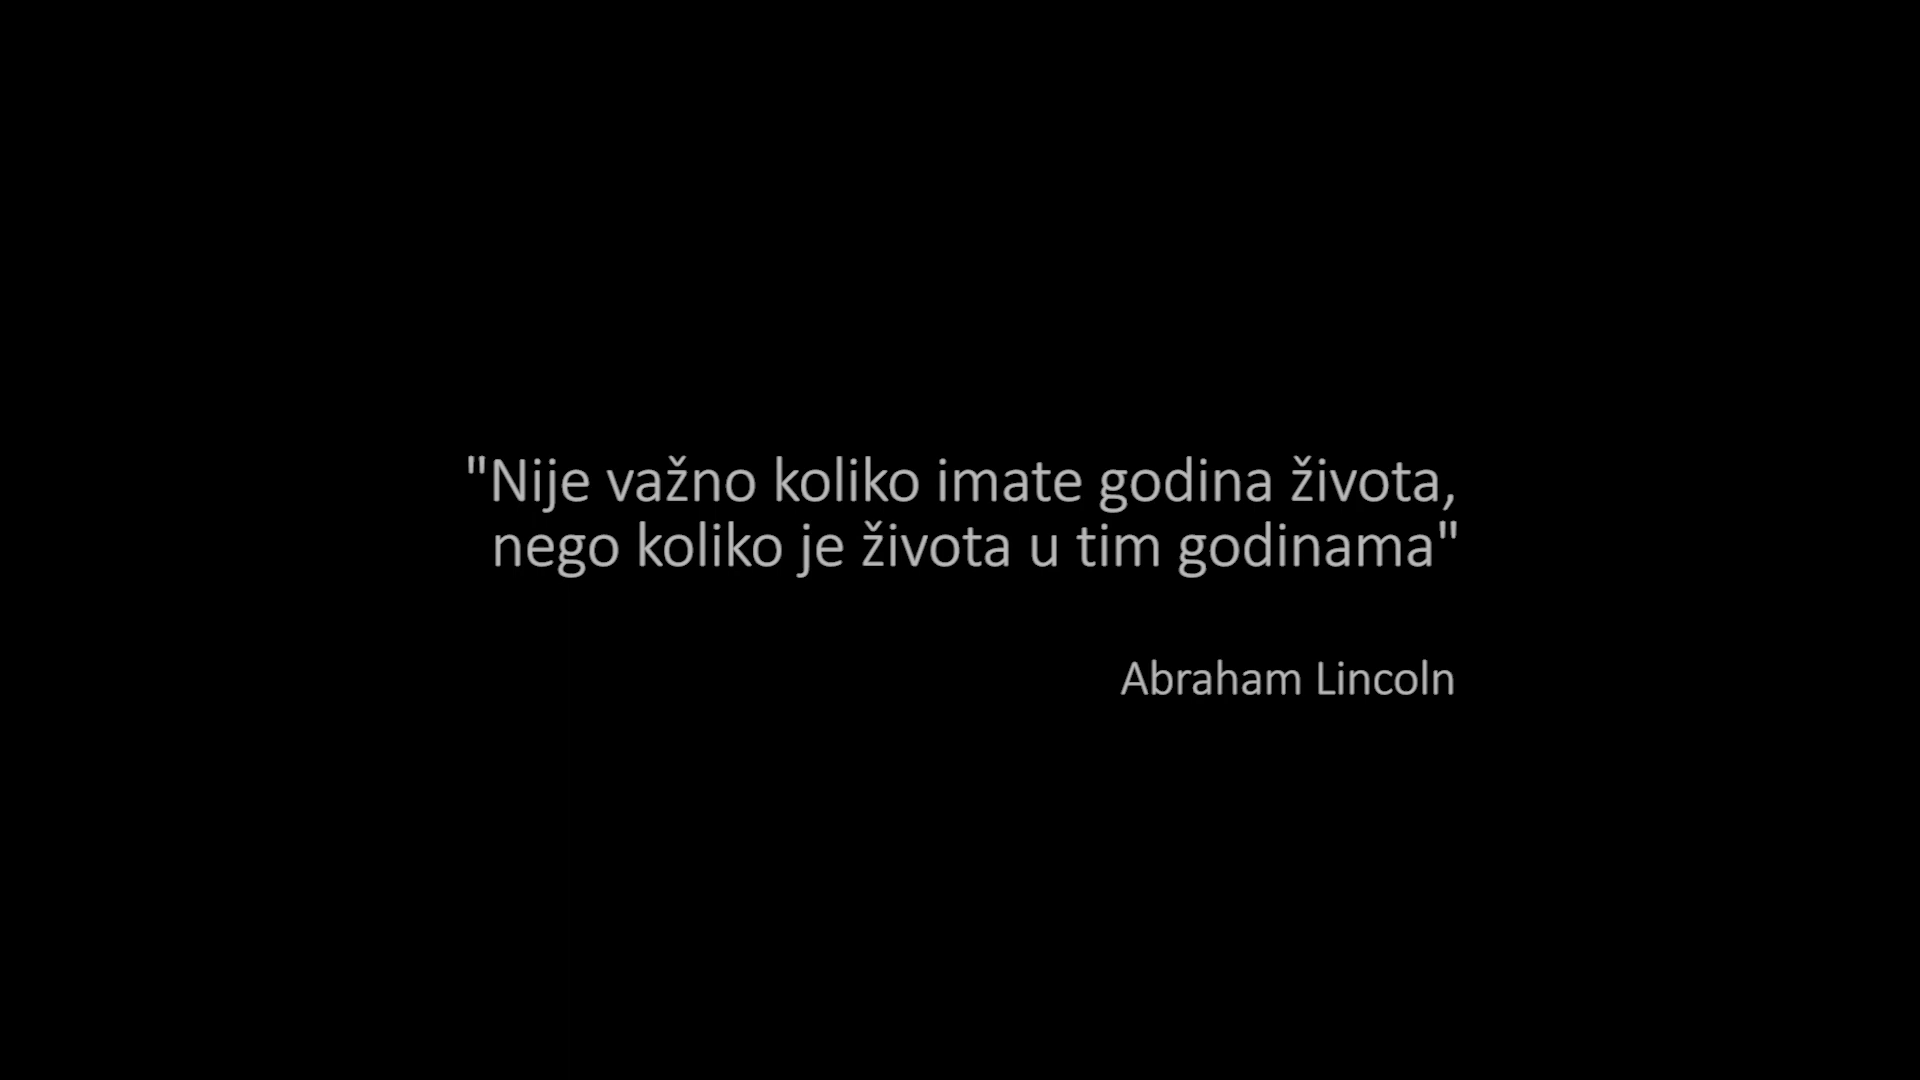 "Nije važno koliko imate godina života,
nego koliko je života u tim godinama"
Abraham Lincoln